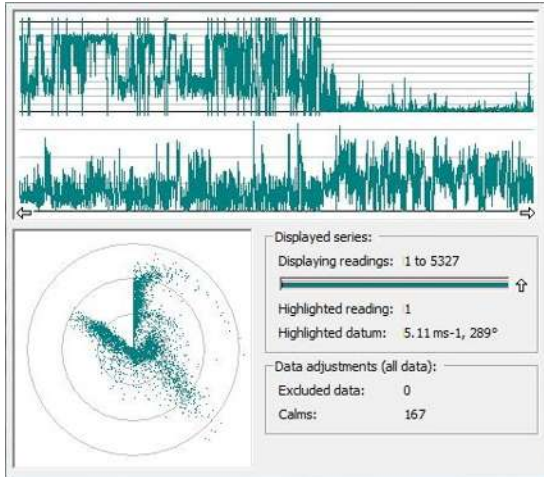 Displayed series:
Displaying readings: 1 to 5327
Highlighted reading: 1
Highlighted datum: 5.11 ms-1, 289°
Data adjustments (all data):
Excluded data: 0
Calms: 167